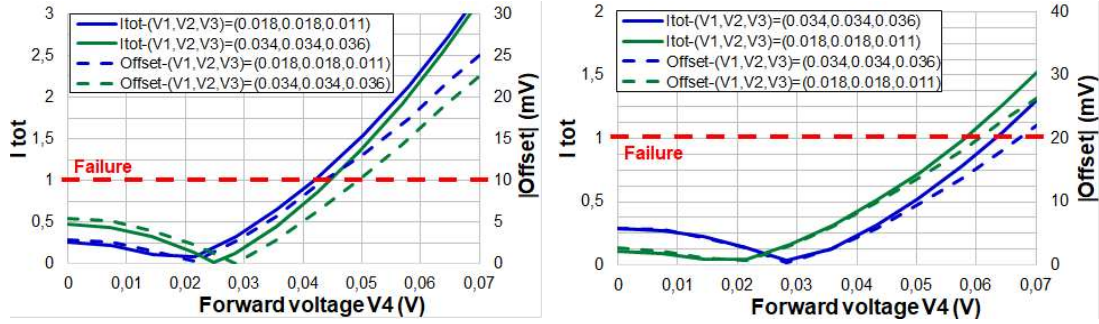 3
2,5
2
1,5
1
0,5
0
I tot
Itot-(V1,V2,V3)=(0.018,0.018,0.011)
Itot-(V1,V2,V3)=(0.034,0.034,0.036)
Offset-(V1,V2,V3)=(0.018,0.018,0.011)
Offset-(V1,V2,V3)=(0.034,0.034,0.036)
Failure
30
25
20
15
10
5
0
|Offset| (mV)
0 0,01 0,02 0,03 0,04 0,05 0,06 0,07
Forward voltage V4 (V)
2
1,5
1
0,5
0
I tot
Itot-(V1,V2,V3)=(0.034,0.034,0.036)
Itot-(V1,V2,V3)=(0.018,0.018,0.011)
Offset-(V1,V2,V3)=(0.034,0.034,0.036)
Offset-(V1,V2,V3)=(0.018,0.018,0.011)
Failure
40
30
20
10
0
|Offset| (mV)
0 0,01 0,02 0,03 0,04 0,05 0,06 0,07
Forward voltage V4 (V)